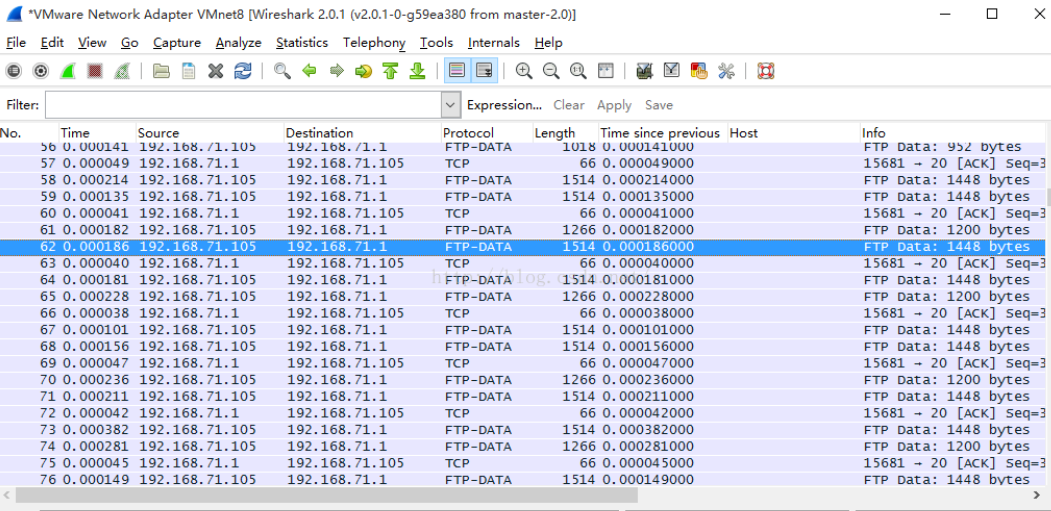 *VMware Network Adapter VMnet8 [Wireshark 2.0.1 (v2.0.1-0-g59ea380 from master-2.0)]
File Edit View Go Capture Analyze Statistics Telephony Tools Internals Help
Filter: Expression... Clear Apply Save
No. Time Source Destination Protocol Length Time since previous Host Info
56 0.000141 192.168.71.105 192.168.71.1 FTP-DATA 1018 0.000141000 FTP Data: 952 bytes
57 0.000049 192.168.71.1 192.168.71.105 TCP 66 0.000049000 15681 → 20 [ACK] Seq=3
58 0.000214 192.168.71.105 192.168.71.1 FTP-DATA 1514 0.000214000 FTP Data: 1448 bytes
59 0.000135 192.168.71.105 192.168.71.1 FTP-DATA 1514 0.000135000 FTP Data: 1448 bytes
60 0.000041 192.168.71.1 192.168.71.105 TCP 66 0.000041000 15681 → 20 [ACK] Seq=3
61 0.000182 192.168.71.105 192.168.71.1 FTP-DATA 1266 0.000182000 FTP Data: 1200 bytes
62 0.000186 192.168.71.105 192.168.71.1 FTP-DATA 1514 0.000186000 FTP Data: 1448 bytes
63 0.000040 192.168.71.1 192.168.71.105 TCP 66 0.000040000 15681 → 20 [ACK] Seq=3
64 0.000181 192.168.71.105 192.168.71.1 FTP-DATA 1514 0.000181000 FTP Data: 1448 bytes
65 0.000228 192.168.71.105 192.168.71.1 FTP-DATA 1266 0.000228000 FTP Data: 1200 bytes
66 0.000038 192.168.71.1 192.168.71.105 TCP 66 0.000038000 15681 → 20 [ACK] Seq=3
67 0.000101 192.168.71.105 192.168.71.1 FTP-DATA 1514 0.000101000 FTP Data: 1448 bytes
68 0.000156 192.168.71.105 192.168.71.1 FTP-DATA 1514 0.000156000 FTP Data: 1448 bytes
69 0.000047 192.168.71.1 192.168.71.105 TCP 66 0.000047000 15681 → 20 [ACK] Seq=3
70 0.000236 192.168.71.105 192.168.71.1 FTP-DATA 1266 0.000236000 FTP Data: 1200 bytes
71 0.000211 192.168.71.105 192.168.71.1 FTP-DATA 1514 0.000211000 FTP Data: 1448 bytes
72 0.000042 192.168.71.1 192.168.71.105 TCP 66 0.000042000 15681 → 20 [ACK] Seq=3
73 0.000382 192.168.71.105 192.168.71.1 FTP-DATA 1514 0.000382000 FTP Data: 1448 bytes
74 0.000281 192.168.71.105 192.168.71.1 FTP-DATA 1266 0.000281000 FTP Data: 1200 bytes
75 0.000045 192.168.71.1 192.168.71.105 TCP 66 0.000045000 15681 → 20 [ACK] Seq=3
76 0.000149 192.168.71.105 192.168.71.1 FTP-DATA 1514 0.000149000 FTP Data: 1448 bytes